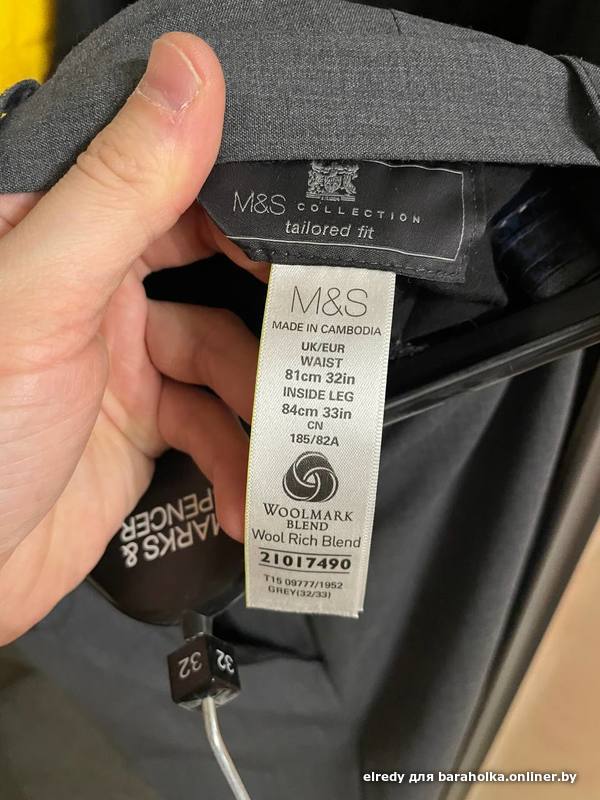 M&S COLLECTION
tailored fit
M&S
MADE IN CAMBODIA
UK/EUR
WAIST
81cm 32in
INSIDE LEG
84cm 33in
CN
185/82A
WOOLMARK
BLEND
Wool Rich Blend
21017490
T15 09777/1952
GREY(32/33)
MARKS &
SPENCER
32
32
elredy для baraholka.onliner.by